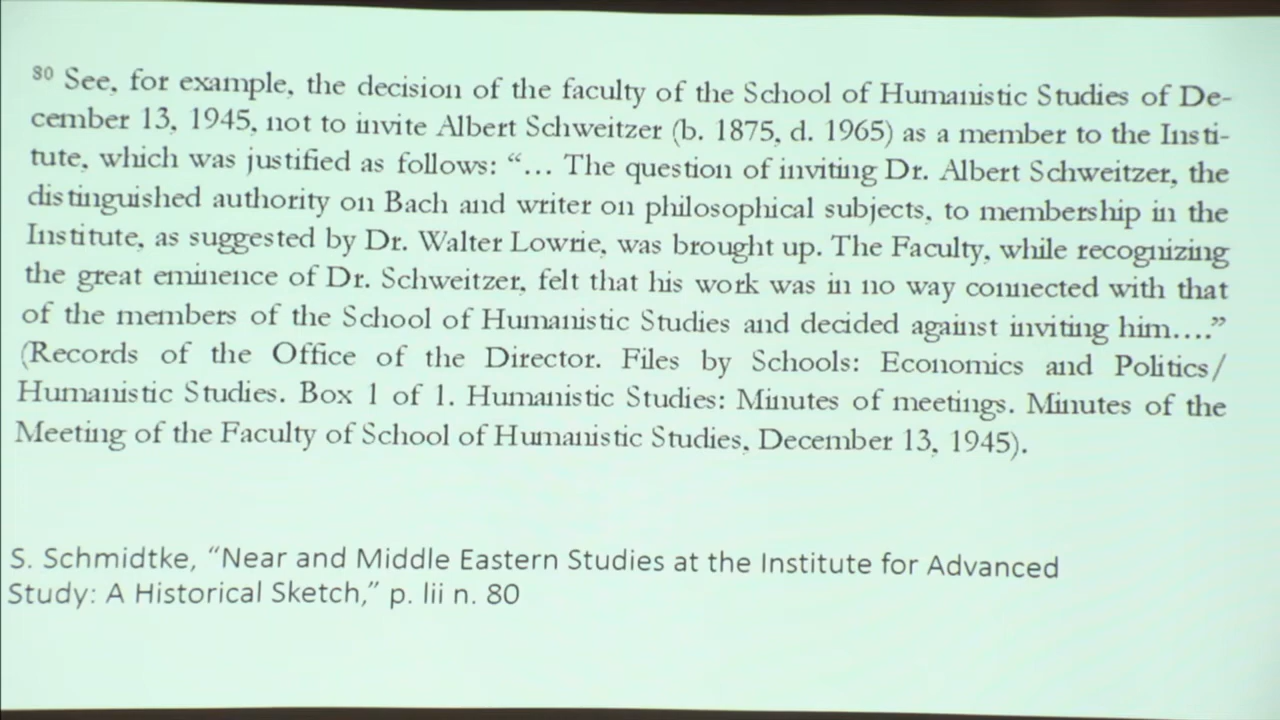 80 See, for example, the decision of the faculty of the School of Humanistic Studies of De-
cember 13, 1945, not to invite Albert Schweitzer (b. 1875, d. 1965) as a member to the Insti-
tute, which was justified as follows: “… The question of inviting Dr. Albert Schweitzer, the
distinguished authority on Bach and writer on philosophical subjects, to membership in the
Institute, as suggested by Dr. Walter Lowrie, was brought up. The Faculty, while recognizing
the great eminence of Dr. Schweitzer, felt that his work was in no way connected with that
of the members of the School of Humanistic Studies and decided against inviting him….”
(Records of the Office of the Director. Files by Schools: Economics and Politics/
Humanistic Studies. Box 1 of 1. Humanistic Studies: Minutes of meetings. Minutes of the
Meeting of the Faculty of School of Humanistic Studies, December 13, 1945).
S. Schmidtke, “Near and Middle Eastern Studies at the Institute for Advanced
Study: A Historical Sketch,” p. lii n. 80